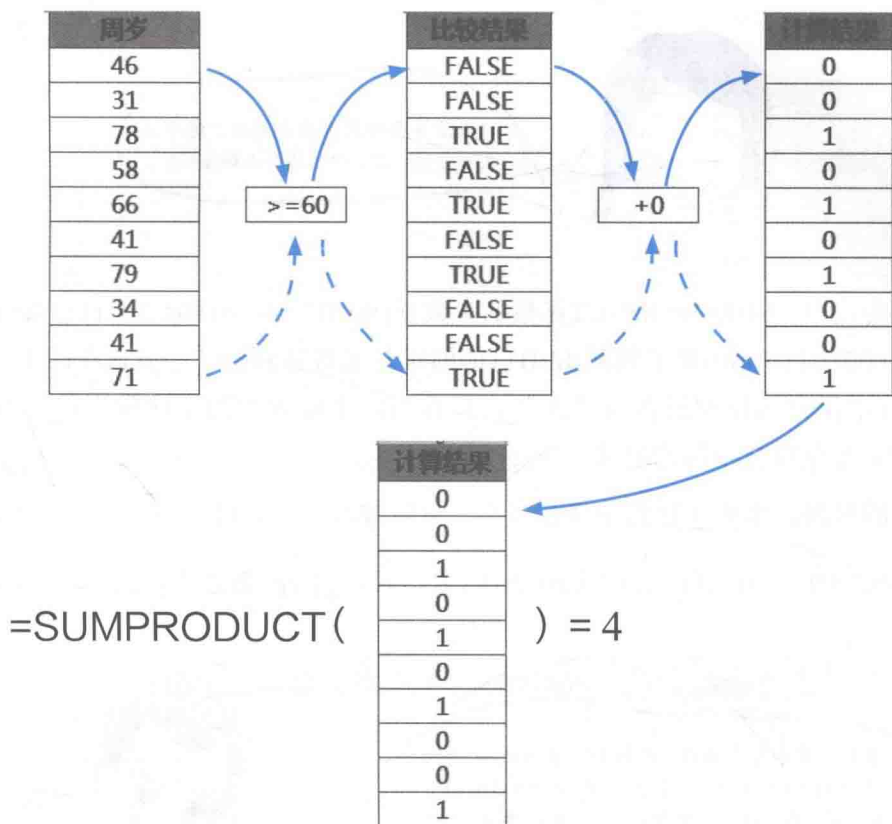 周岁 比较结果 计算结果
46 FALSE 0
31 FALSE 0
78 TRUE 1
58 FALSE 0
66 >=60 TRUE +0 1
41 FALSE 0
79 TRUE 1
34 FALSE 0
41 FALSE 0
71 TRUE 1
计算结果
0
0
1
0
=SUMPRODUCT( 1 ) = 4
0
1
0
0
1